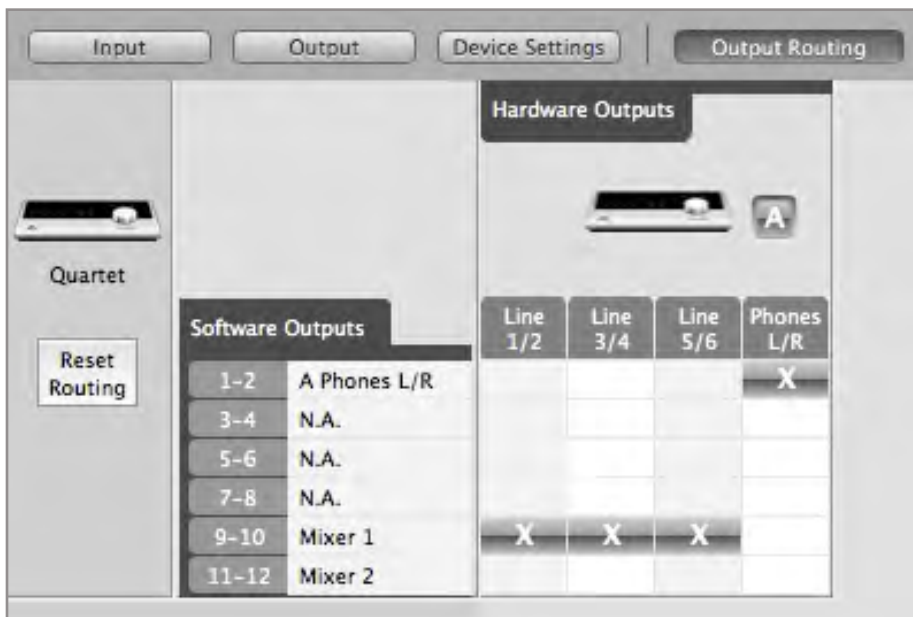 Input Output Device Settings Output Routing
Hardware Outputs
A
Quartet
Reset
Routing
Software Outputs
Line
1/2
Line
3/4
Line
5/6
Phones
L/R
1-2 A Phones L/R X
3-4 N.A.
5-6 N.A.
7-8 N.A.
9-10 Mixer 1 X X X
11-12 Mixer 2